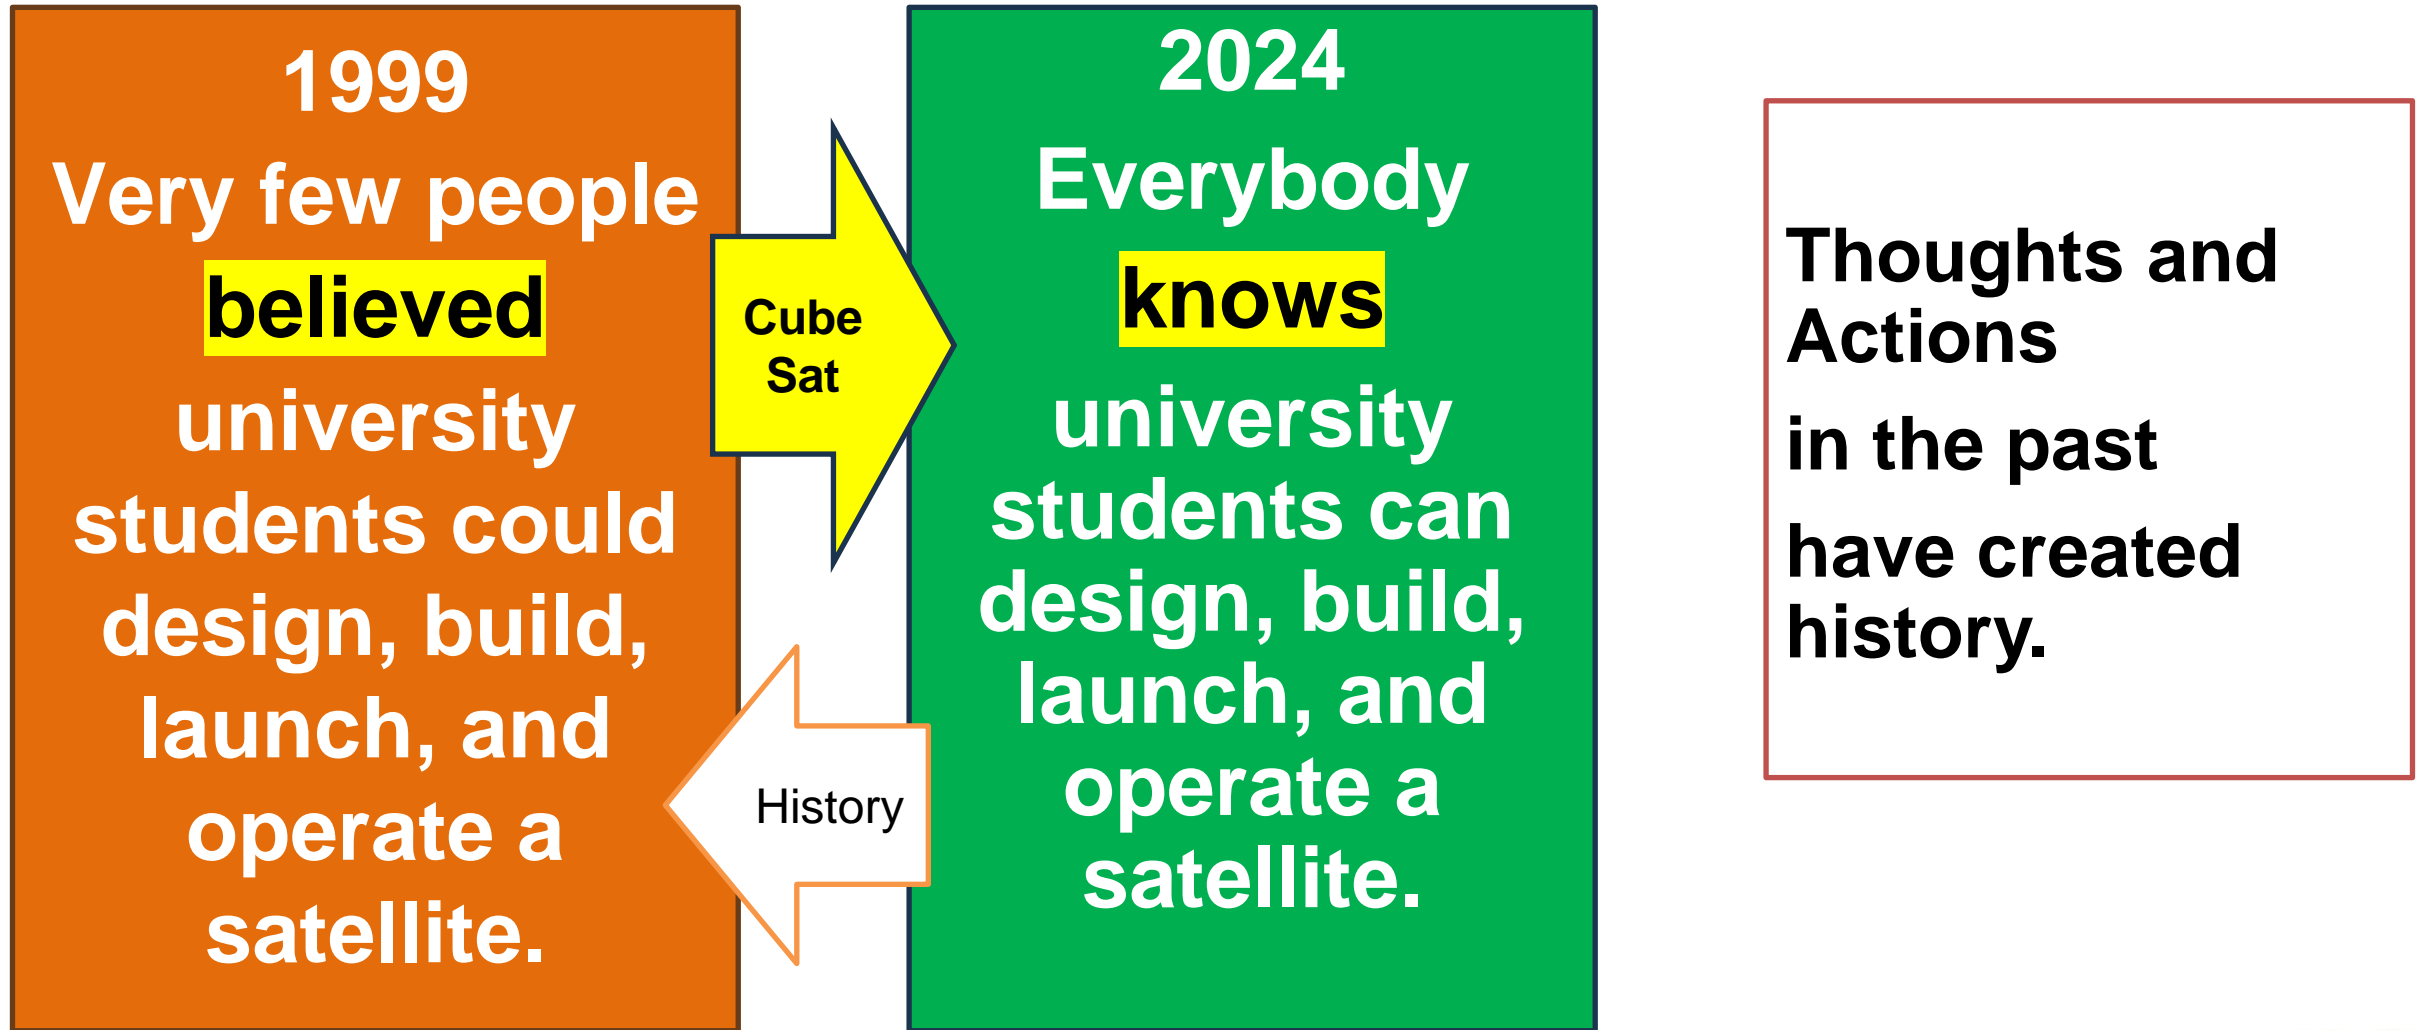 1999
Very few people
believed
university
students could
design, build,
launch, and
operate a
satellite.
Cube
Sat
History
2024
Everybody
knows
university
students can
design, build,
launch, and
operate a
satellite.
Thoughts and
Actions
in the past
have created
history.